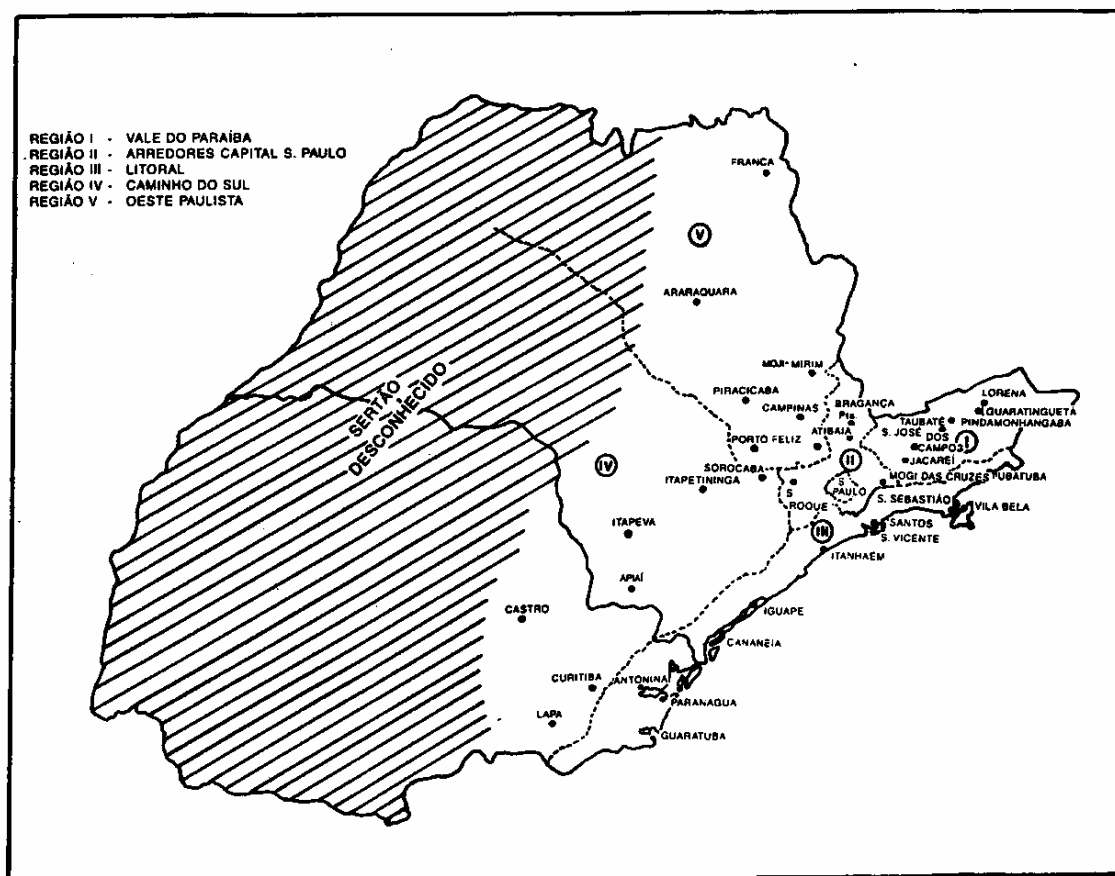 REGIÃO I - VALE DO PARAÍBA
REGIÃO II - ARREDORES CAPITAL S. PAULO
REGIÃO III - LITORAL
REGIÃO IV - CAMINHO DO SUL
REGIÃO V - OESTE PAULISTA
FRANCA
V
ARARAQUARA
MOJI-MIRIM
PIRACICABA
CAMPINAS
BRAGANÇA
Pta.
ATIBAIA
LORENA
GUARATINGUETÁ
TAUBATÉ
PINDAMONHANGABA
S. JOSÉ DOS
CAMPOS
I
JACAREÍ
SERTÃO
DESCONHECIDO
PORTO FELIZ
II
IV
SOROCABA
ITAPETININGA
S
ROQUE
S
PAULO
MOGI DAS CRUZES
UBATUBA
S. SEBASTIÃO
VILA BELA
SANTOS
S. VICENTE
III
ITANHAÉM
ITAPEVA
APIAÍ
CASTRO
IGUAPE
CANANEIA
CURITIBA
ANTONINA
PARANAGUA
LAPA
GUARATUBA